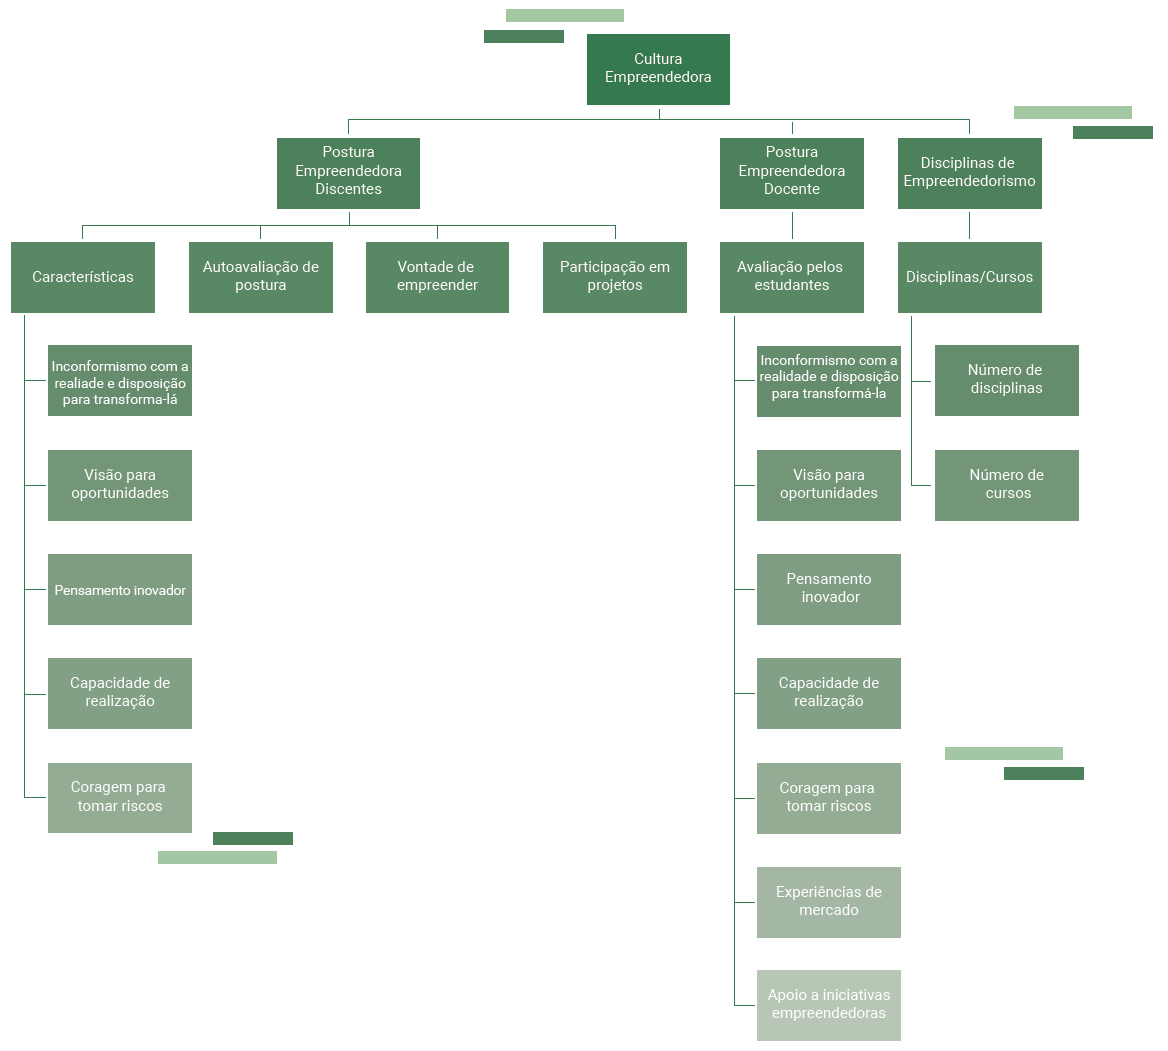 Cultura
Empreendedora
Postura
Empreendedora
Discentes
Postura
Empreendedora
Docente
Disciplinas de
Empreendedorismo
Características
Autoavaliação de
postura
Vontade de
empreender
Participação em
projetos
Avaliação pelos
estudantes
Disciplinas/Cursos
Inconformismo com a
realiade e disposição
para transforma-lá
Visão para
oportunidades
Pensamento inovador
Capacidade de
realização
Coragem para
tomar riscos
Inconformismo com a
realidade e disposição
para transformá-la
Visão para
oportunidades
Pensamento
inovador
Capacidade de
realização
Coragem para
tomar riscos
Experiências de
mercado
Apoio a iniciativas
empreendedoras
Número de
disciplinas
Número de
cursos